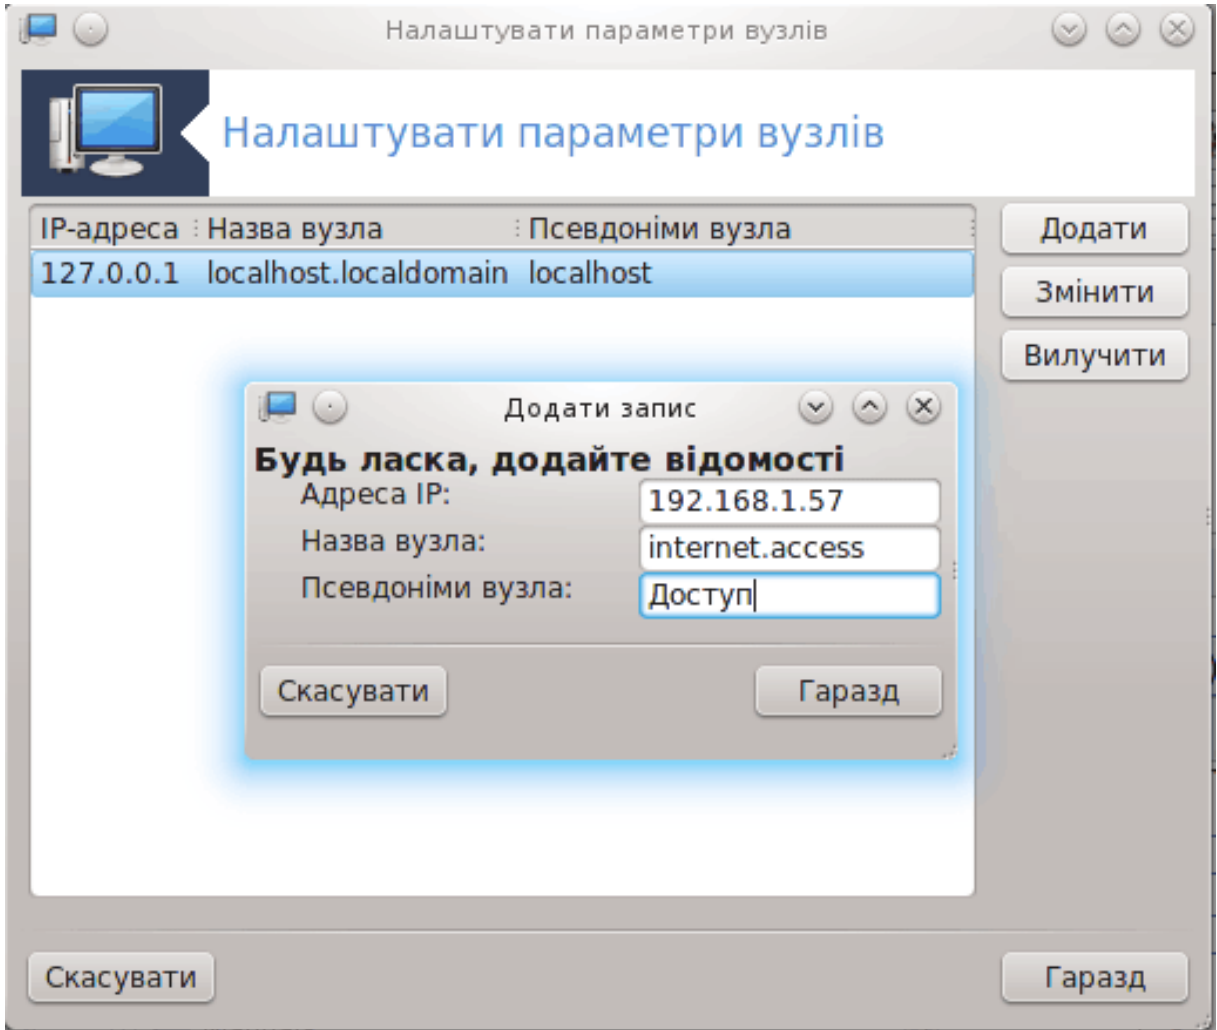 Налаштувати параметри вузлів
Налаштувати параметри вузлів
IP-адреса Назва вузла Псевдоніми вузла
127.0.0.1 localhost.localdomain localhost
Додати
Змінити
Вилучити
Додати запис
Будь ласка, додайте відомості
Адреса IP: 192.168.1.57
Назва вузла: internet.access
Псевдоніми вузла: Доступ
Скасувати Гаразд
Скасувати Гаразд